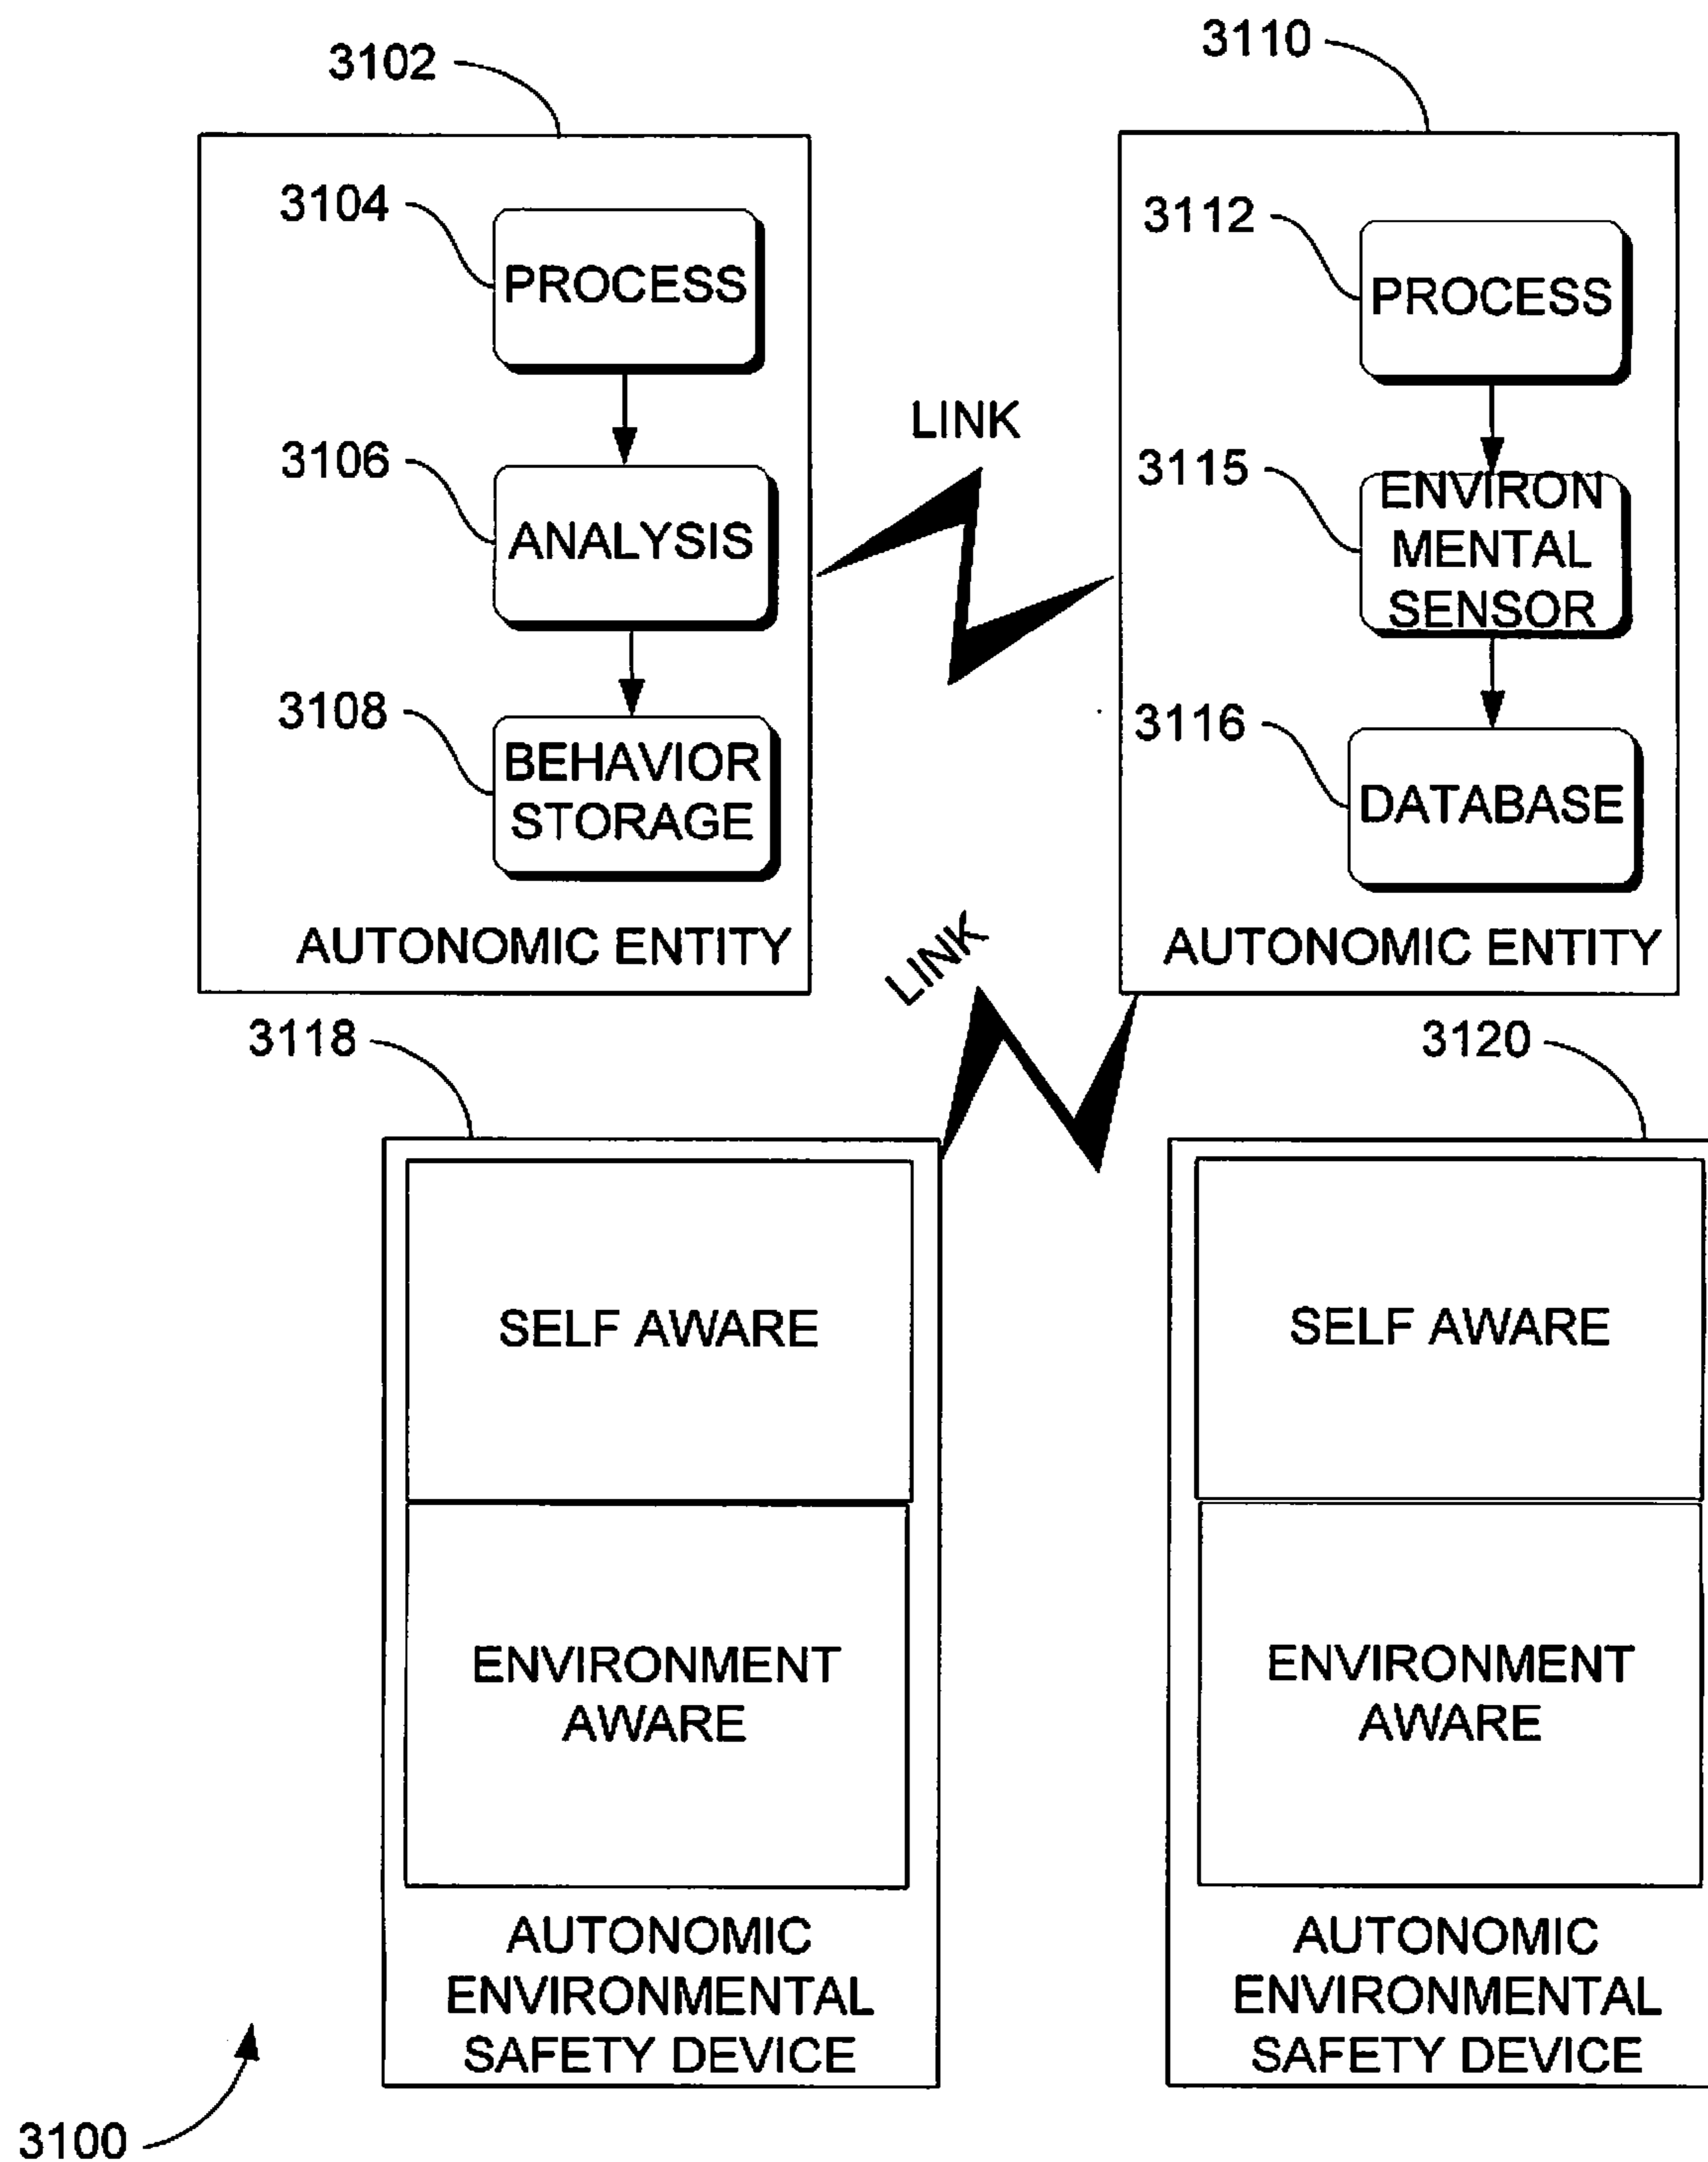 3102
3110
3104
PROCESS
3112
PROCESS
LINK
3106
ANALYSIS
3115
ENVIRON
MENTAL
SENSOR
3108
BEHAVIOR
STORAGE
3116
DATABASE
AUTONOMIC ENTITY
AUTONOMIC ENTITY
LINK
3118
3120
SELF AWARE
SELF AWARE
ENVIRONMENT
AWARE
ENVIRONMENT
AWARE
AUTONOMIC
ENVIRONMENTAL
SAFETY DEVICE
AUTONOMIC
ENVIRONMENTAL
SAFETY DEVICE
3100